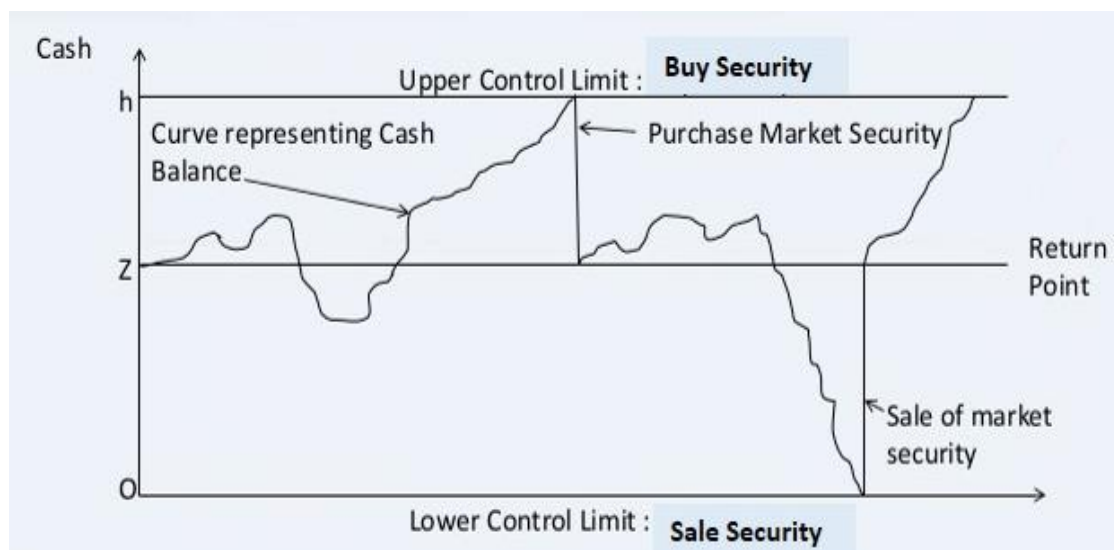 Cash
Upper Control Limit : Buy Security
h
Curve representing Cash
Balance
Purchase Market Security
Z
Return
Point
Sale of market
security
O
Lower Control Limit : Sale Security